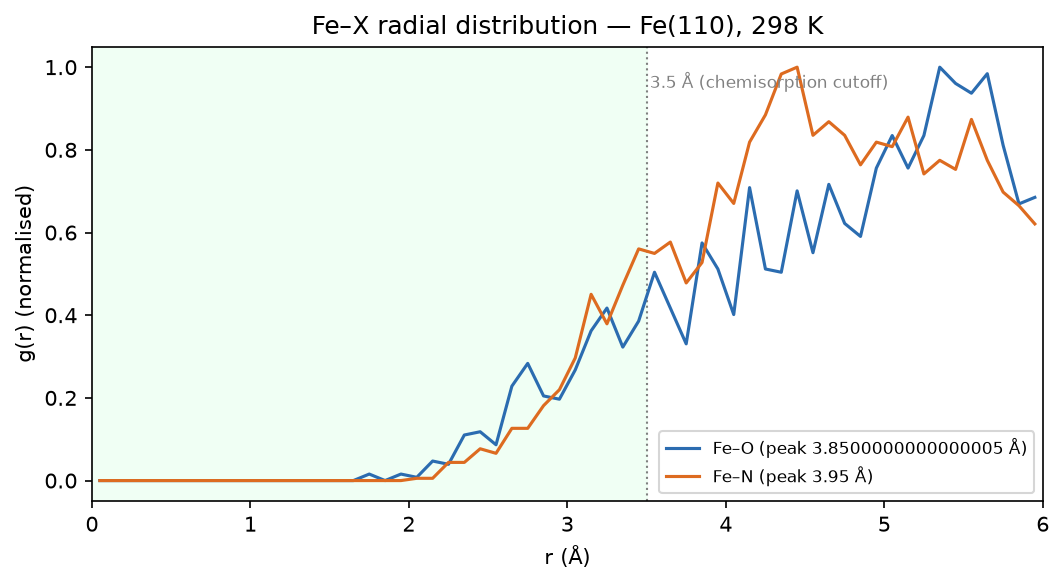 Fe–X radial distribution — Fe(110), 298 K
3.5 Å (chemisorption cutoff)
g(r) (normalised)
1.0
0.8
0.6
0.4
0.2
0.0
Fe–O (peak 3.8500000000000005 Å)
Fe–N (peak 3.95 Å)
0 1 2 3 4 5 6
r (Å)